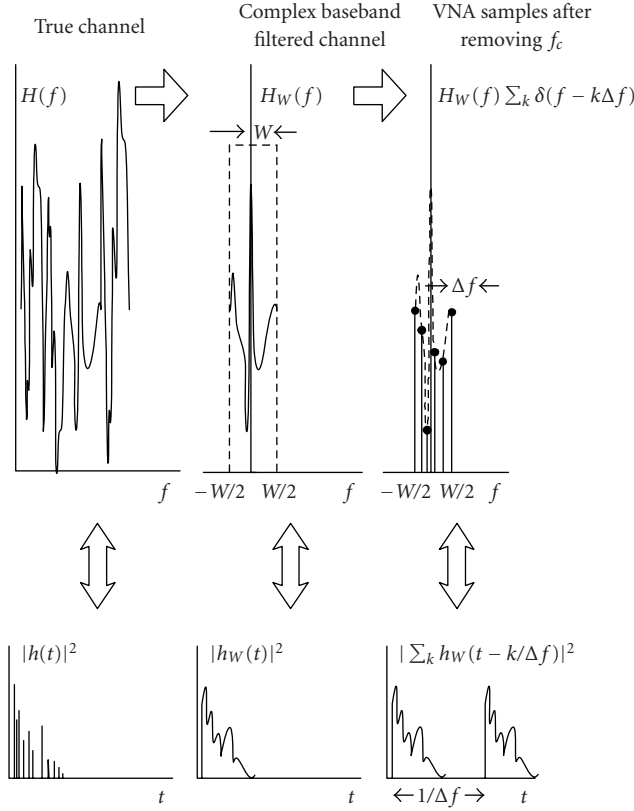 True channel
Complex baseband
filtered channel
VNA samples after
removing f_c
H(f)
H_W(f)
H_W(f) ∑_k δ(f − kΔf)
W
Δf
f
−W/2 W/2 f
−W/2 W/2 f
|h(t)|²
|h_W(t)|²
| ∑_k h_W(t − k/Δf)|²
t
t
1/Δf t